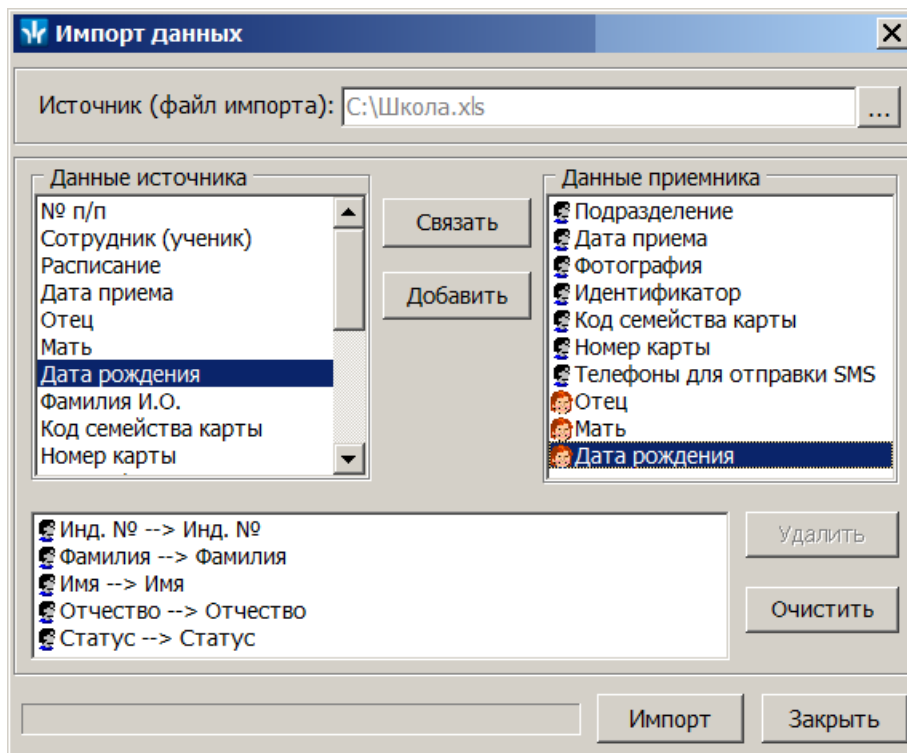 Импорт данных
Источник (файл импорта): C:\Школа.xls ...
Данные источника
№ п/п
Сотрудник (ученик)
Расписание
Дата приема
Отец
Мать
Дата рождения
Фамилия И.О.
Код семейства карты
Номер карты
Связать
Добавить
Данные приемника
Подразделение
Дата приема
Фотография
Идентификатор
Код семейства карты
Номер карты
Телефоны для отправки SMS
Отец
Мать
Дата рождения
Инд. № --> Инд. №
Фамилия --> Фамилия
Имя --> Имя
Отчество --> Отчество
Статус --> Статус
Удалить
Очистить
Импорт
Закрыть